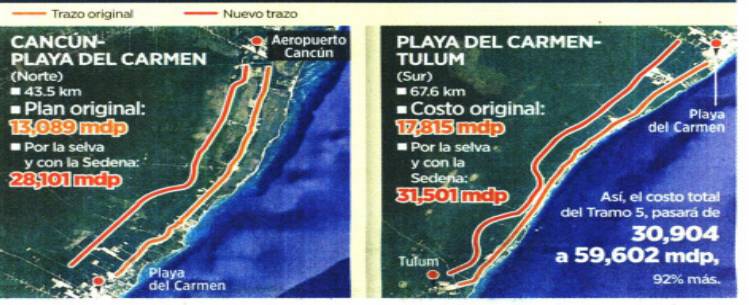 Trazo original
Nuevo trazo
CANCÚN-
PLAYA DEL CARMEN
(Norte)
■ 43.5 km
■ Plan original:
13,089 mdp
■ Por la selva
y con la Sedena:
28,101 mdp
Aeropuerto
Cancún
Playa
del Carmen
PLAYA DEL CARMEN-
TULUM
(Sur)
■ 67.6 km
■ Costo original:
17,815 mdp
■ Por la selva
y con la
Sedena:
31,501 mdp
Playa
del Carmen
Tulum
Así, el costo total
del Tramo 5, pasará de
30,904
a 59,602 mdp,
92% más.